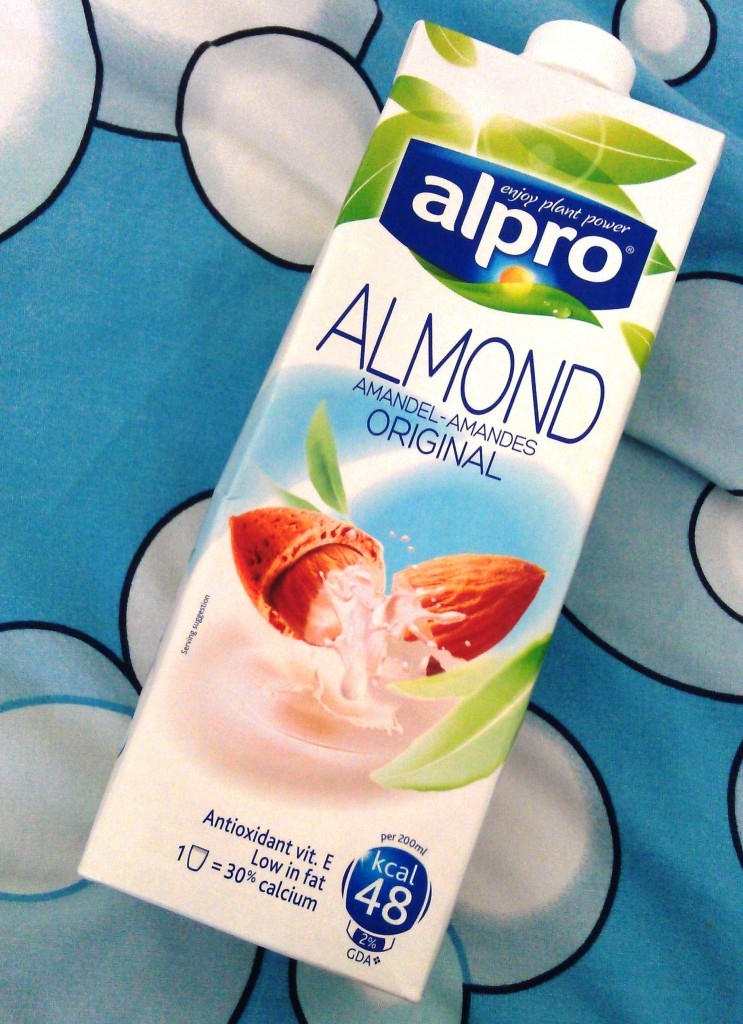 enjoy plant power
alpro®
ALMOND
AMANDEL-AMANDES
ORIGINAL
Serving suggestion
Antioxidant vit. E
Low in fat
1 = 30% calcium
per 200ml
kcal
48
2%
GDA